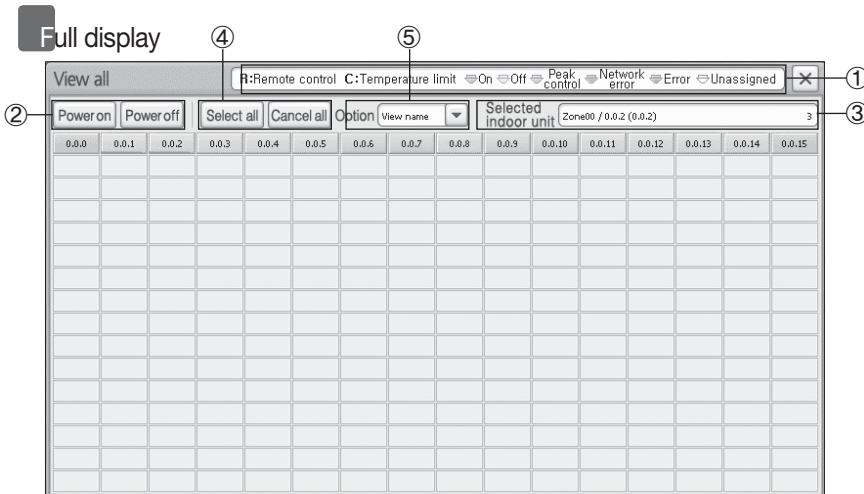 Full display
④ ⑤
View all R:Remote control C:Temperature limit On Off Peak control Network error Error Unassigned ①
② Power on Power off Select all Cancel all Option View name Selected indoor unit Zone00 / 0.0.2 (0.0.2) 3 ③
0.0.0 0.0.1 0.0.2 0.0.3 0.0.4 0.0.5 0.0.6 0.0.7 0.0.8 0.0.9 0.0.10 0.0.11 0.0.12 0.0.13 0.0.14 0.0.15